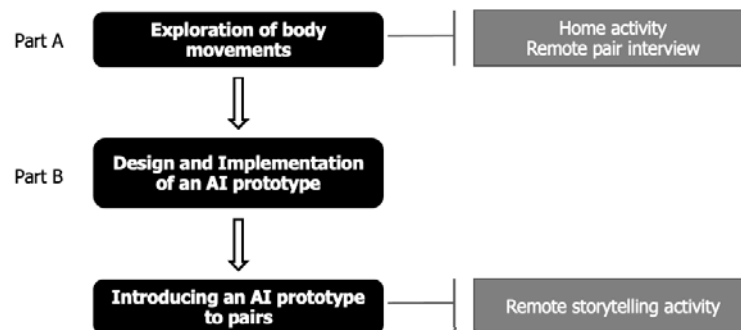 Part A
Exploration of body
movements
Home activity
Remote pair interview
Part B
Design and Implementation
of an AI prototype
Introducing an AI prototype
to pairs
Remote storytelling activity